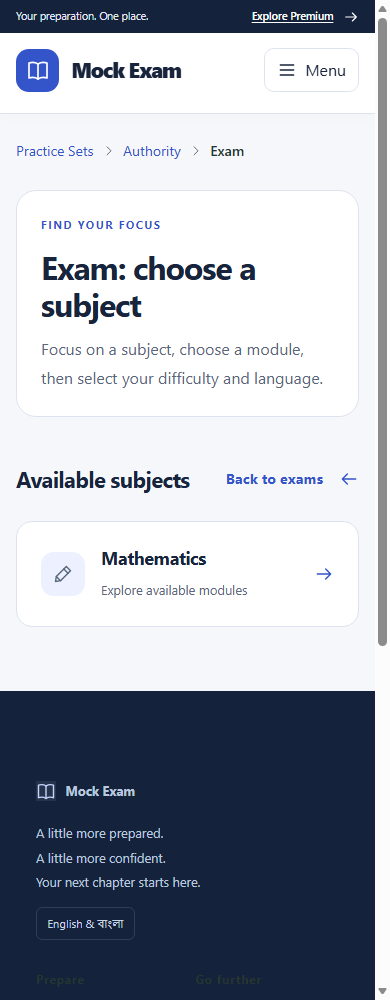 Your preparation. One place.
Explore Premium
Mock Exam
Menu
Practice Sets
Authority
Exam
FIND YOUR FOCUS
Exam: choose a
subject
Focus on a subject, choose a module,
then select your difficulty and language.
Available subjects
Back to exams
Mathematics
Explore available modules
Mock Exam
A little more prepared.
A little more confident.
Your next chapter starts here.
English & বাংলা
Prepare
Go further